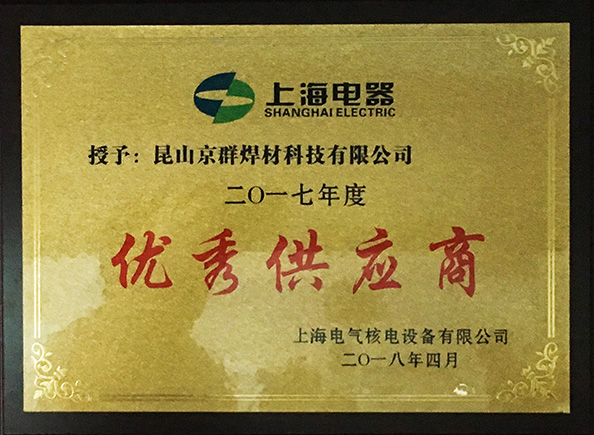 上海电器
SHANGHAI ELECTRIC
授予：昆山京群焊材科技有限公司
二〇一七年度
优秀供应商
上海电气核电设备有限公司
二〇一八年四月